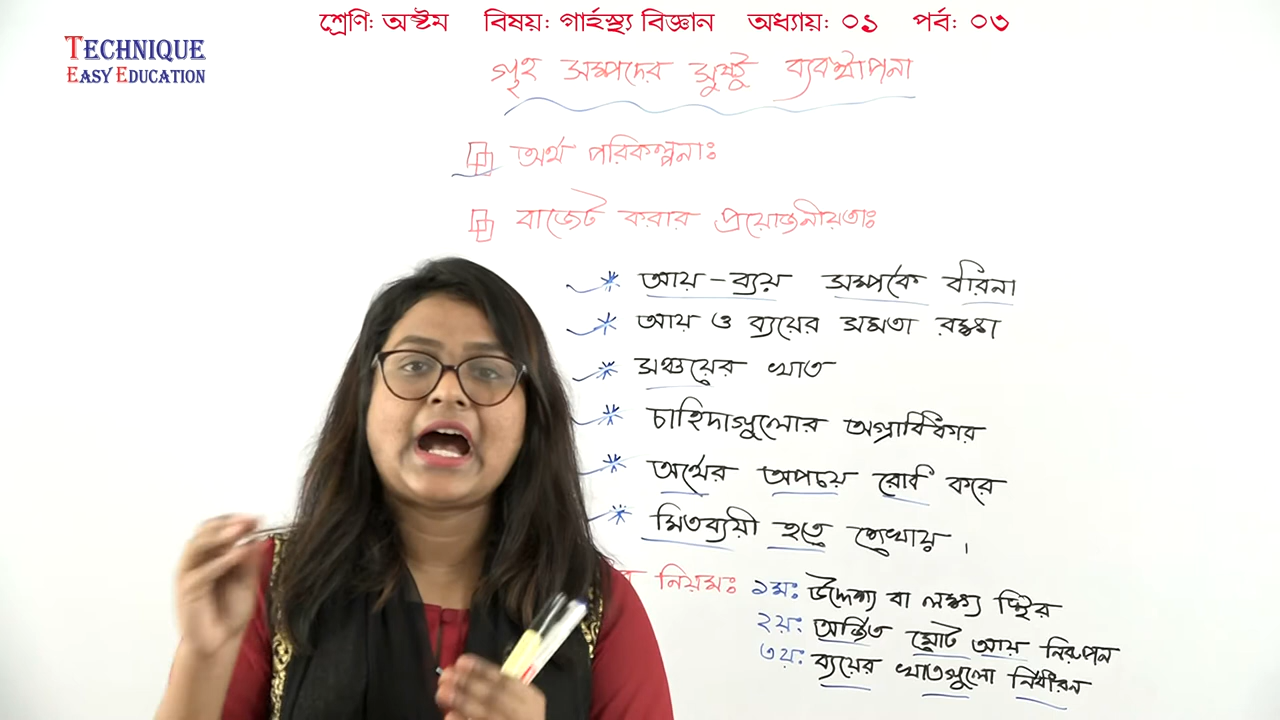 শ্রেণি: অষ্টম বিষয়: গার্হস্থ্য বিজ্ঞান অধ্যায়: ০১ পর্ব: ০৩
TECHNIQUE
EASY EDUCATION
গৃহ সম্পদের সুষ্ঠু ব্যবস্থাপনা
অর্থ পরিকল্পনাঃ
বাজেট করার প্রয়োজনীয়তাঃ
* আয়-ব্যয় সম্পর্কে ধারনা
* আয় ও ব্যয়ের সমতা রক্ষা
* সঞ্চয়ের খাত
* চাহিদাগুলোর অগ্রাধিকার
* অর্থের অপচয় রোধ করে
* মিতব্যয়ী হতে শেখায়।
নিয়মঃ ১মঃ উদ্দেশ্য বা লক্ষ্য স্থির
২য়ঃ অর্জিত মোট আয় নিরূপন
৩য়ঃ ব্যয়ের খাতগুলো নির্ধারন